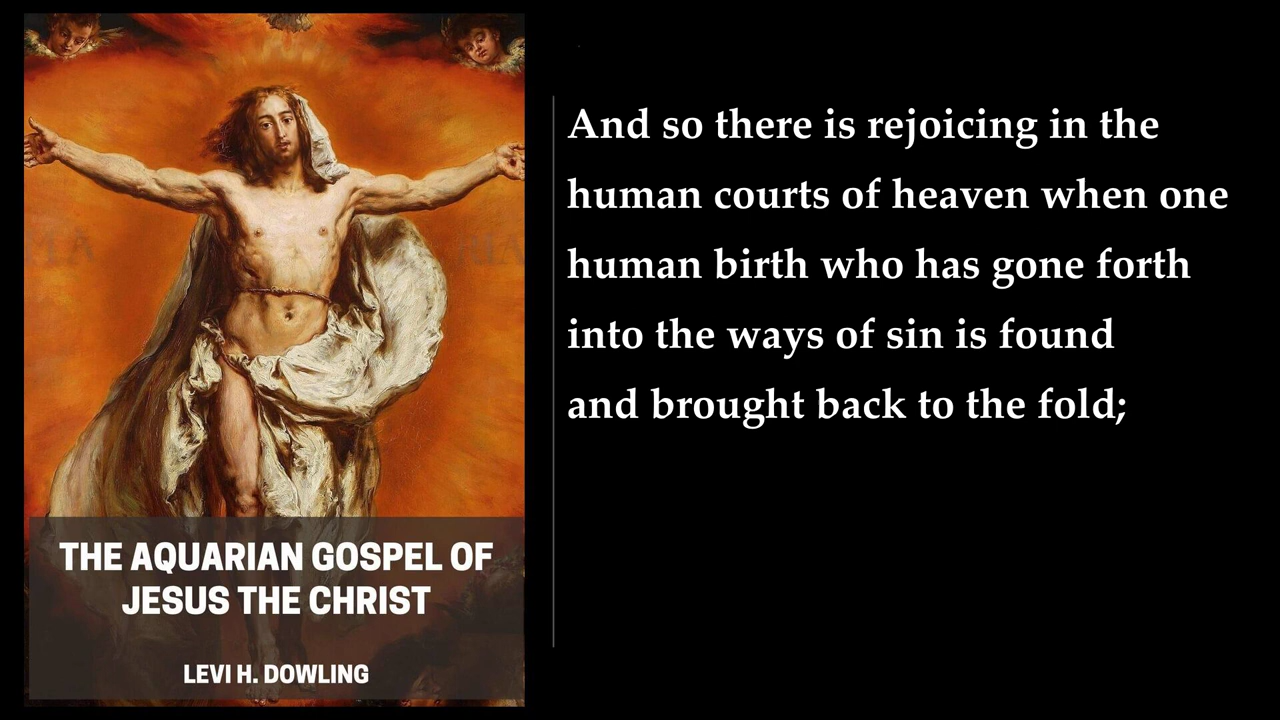 And so there is rejoicing in the
human courts of heaven when one
human birth who has gone forth
into the ways of sin is found
and brought back to the fold;
THE AQUARIAN GOSPEL OF
JESUS THE CHRIST
LEVI H. DOWLING